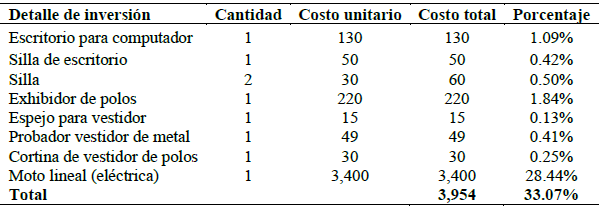 Detalle de inversión Cantidad Costo unitario Costo total Porcentaje
Escritorio para computador 1 130 130 1.09%
Silla de escritorio 1 50 50 0.42%
Silla 2 30 60 0.50%
Exhibidor de polos 1 220 220 1.84%
Espejo para vestidor 1 15 15 0.13%
Probador vestidor de metal 1 49 49 0.41%
Cortina de vestidor de polos 1 30 30 0.25%
Moto lineal (eléctrica) 1 3,400 3,400 28.44%
Total 3,954 33.07%